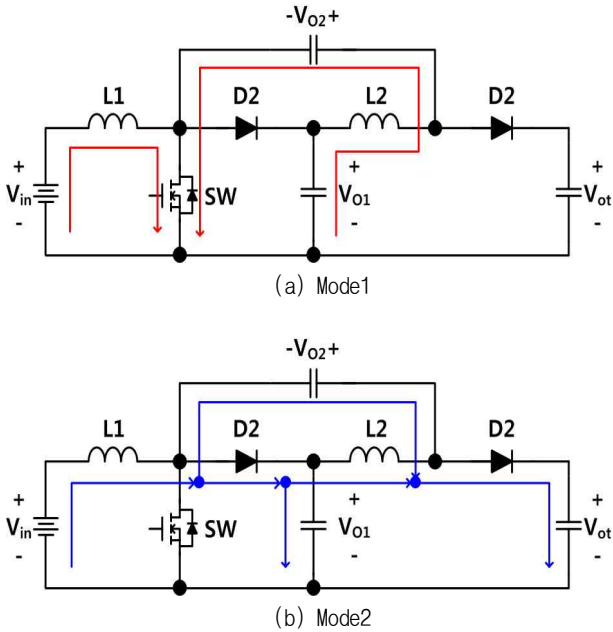 -VO2+
L1
D2
L2
D2
+
Vin
-
SW
+
VO1
-
+
Vot
-
(a) Mode1
-VO2+
L1
D2
L2
D2
+
Vin
-
SW
+
VO1
-
+
Vot
-
(b) Mode2